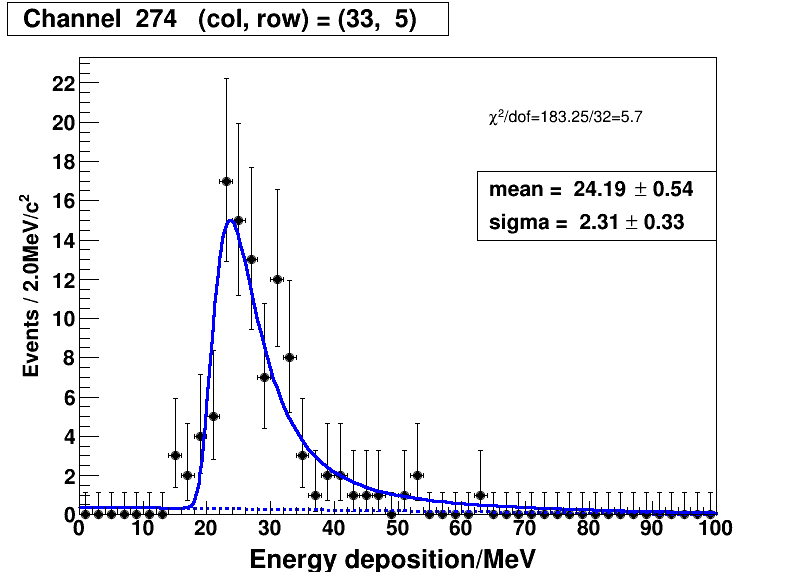 Channel 274 (col, row) = (33, 5)
χ²/dof=183.25/32=5.7
mean = 24.19 ± 0.54
sigma = 2.31 ± 0.33
Events / 2.0MeV/c²
22
20
18
16
14
12
10
8
6
4
2
0
0 10 20 30 40 50 60 70 80 90 100
Energy deposition/MeV